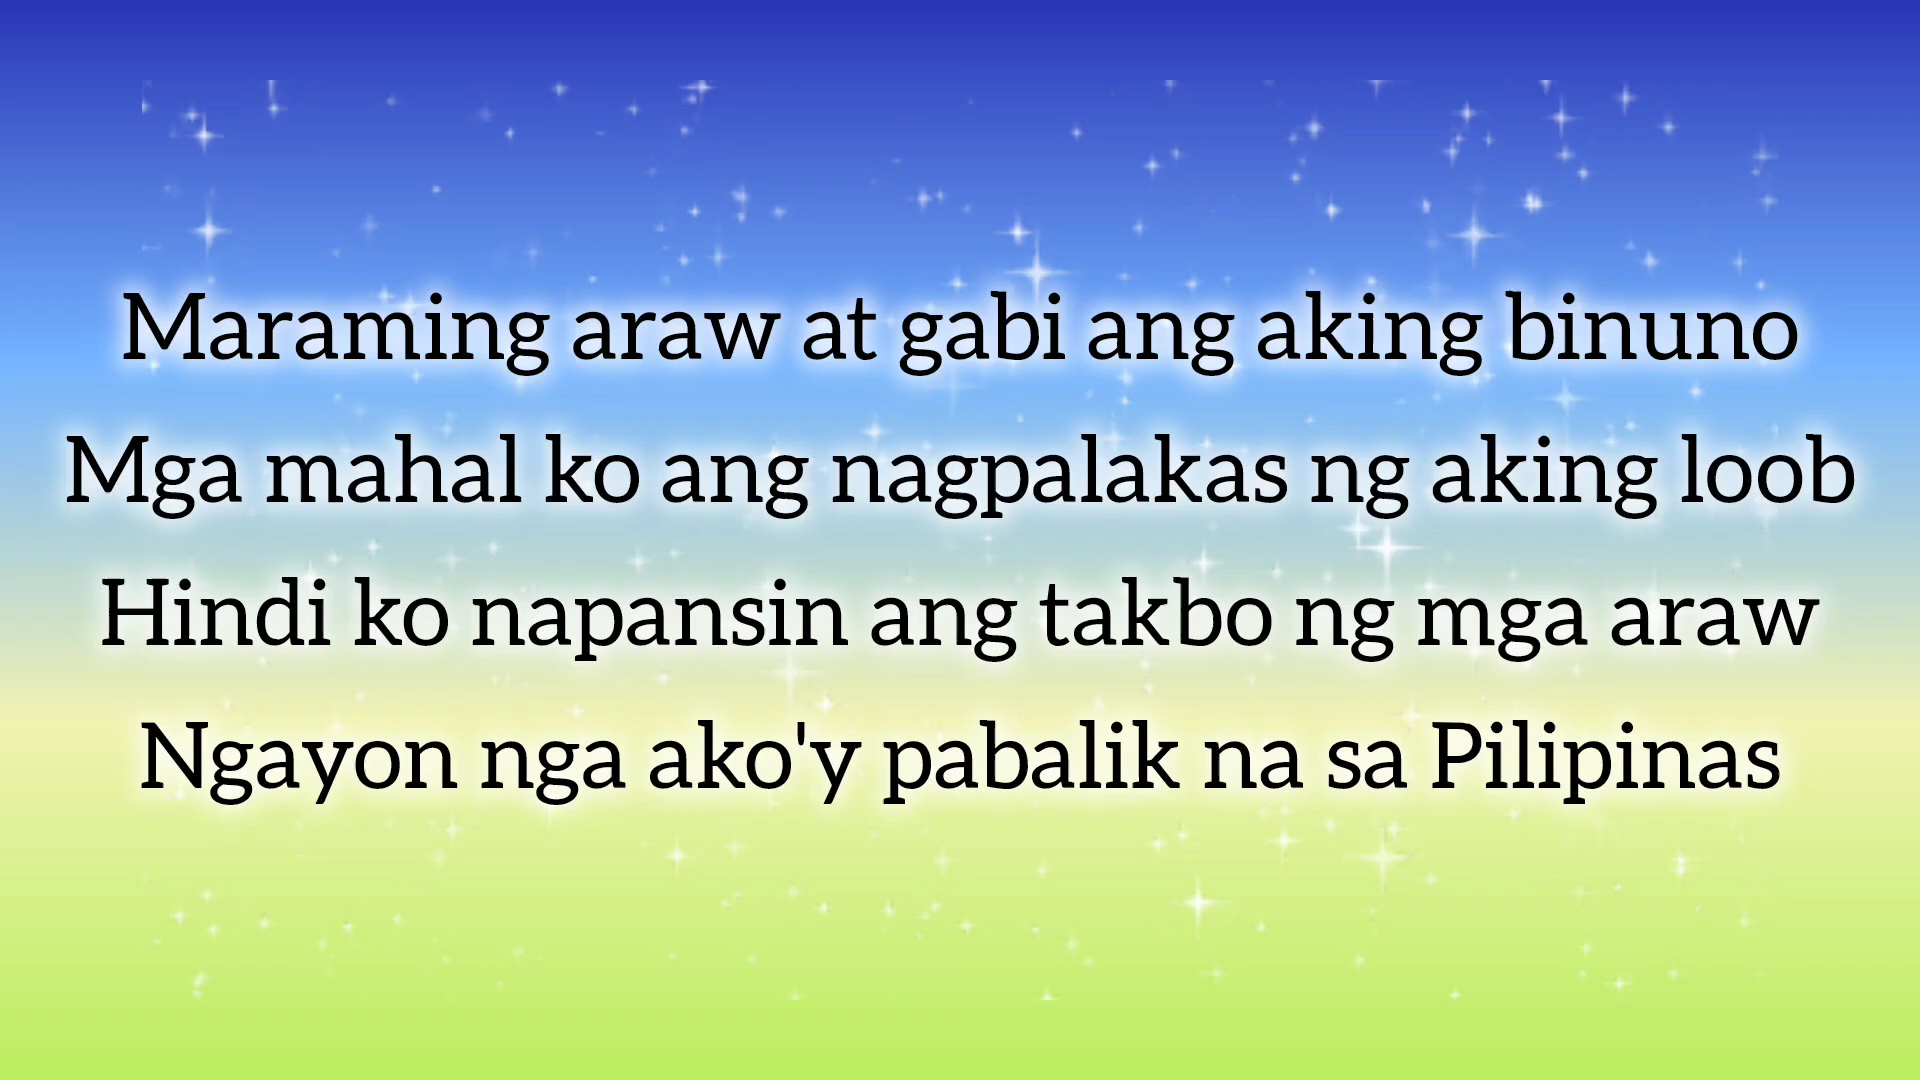 Maraming araw at gabi ang aking binuno
Mga mahal ko ang nagpalakas ng aking loob
Hindi ko napansin ang takbo ng mga araw
Ngayon nga ako'y pabalik na sa Pilipinas